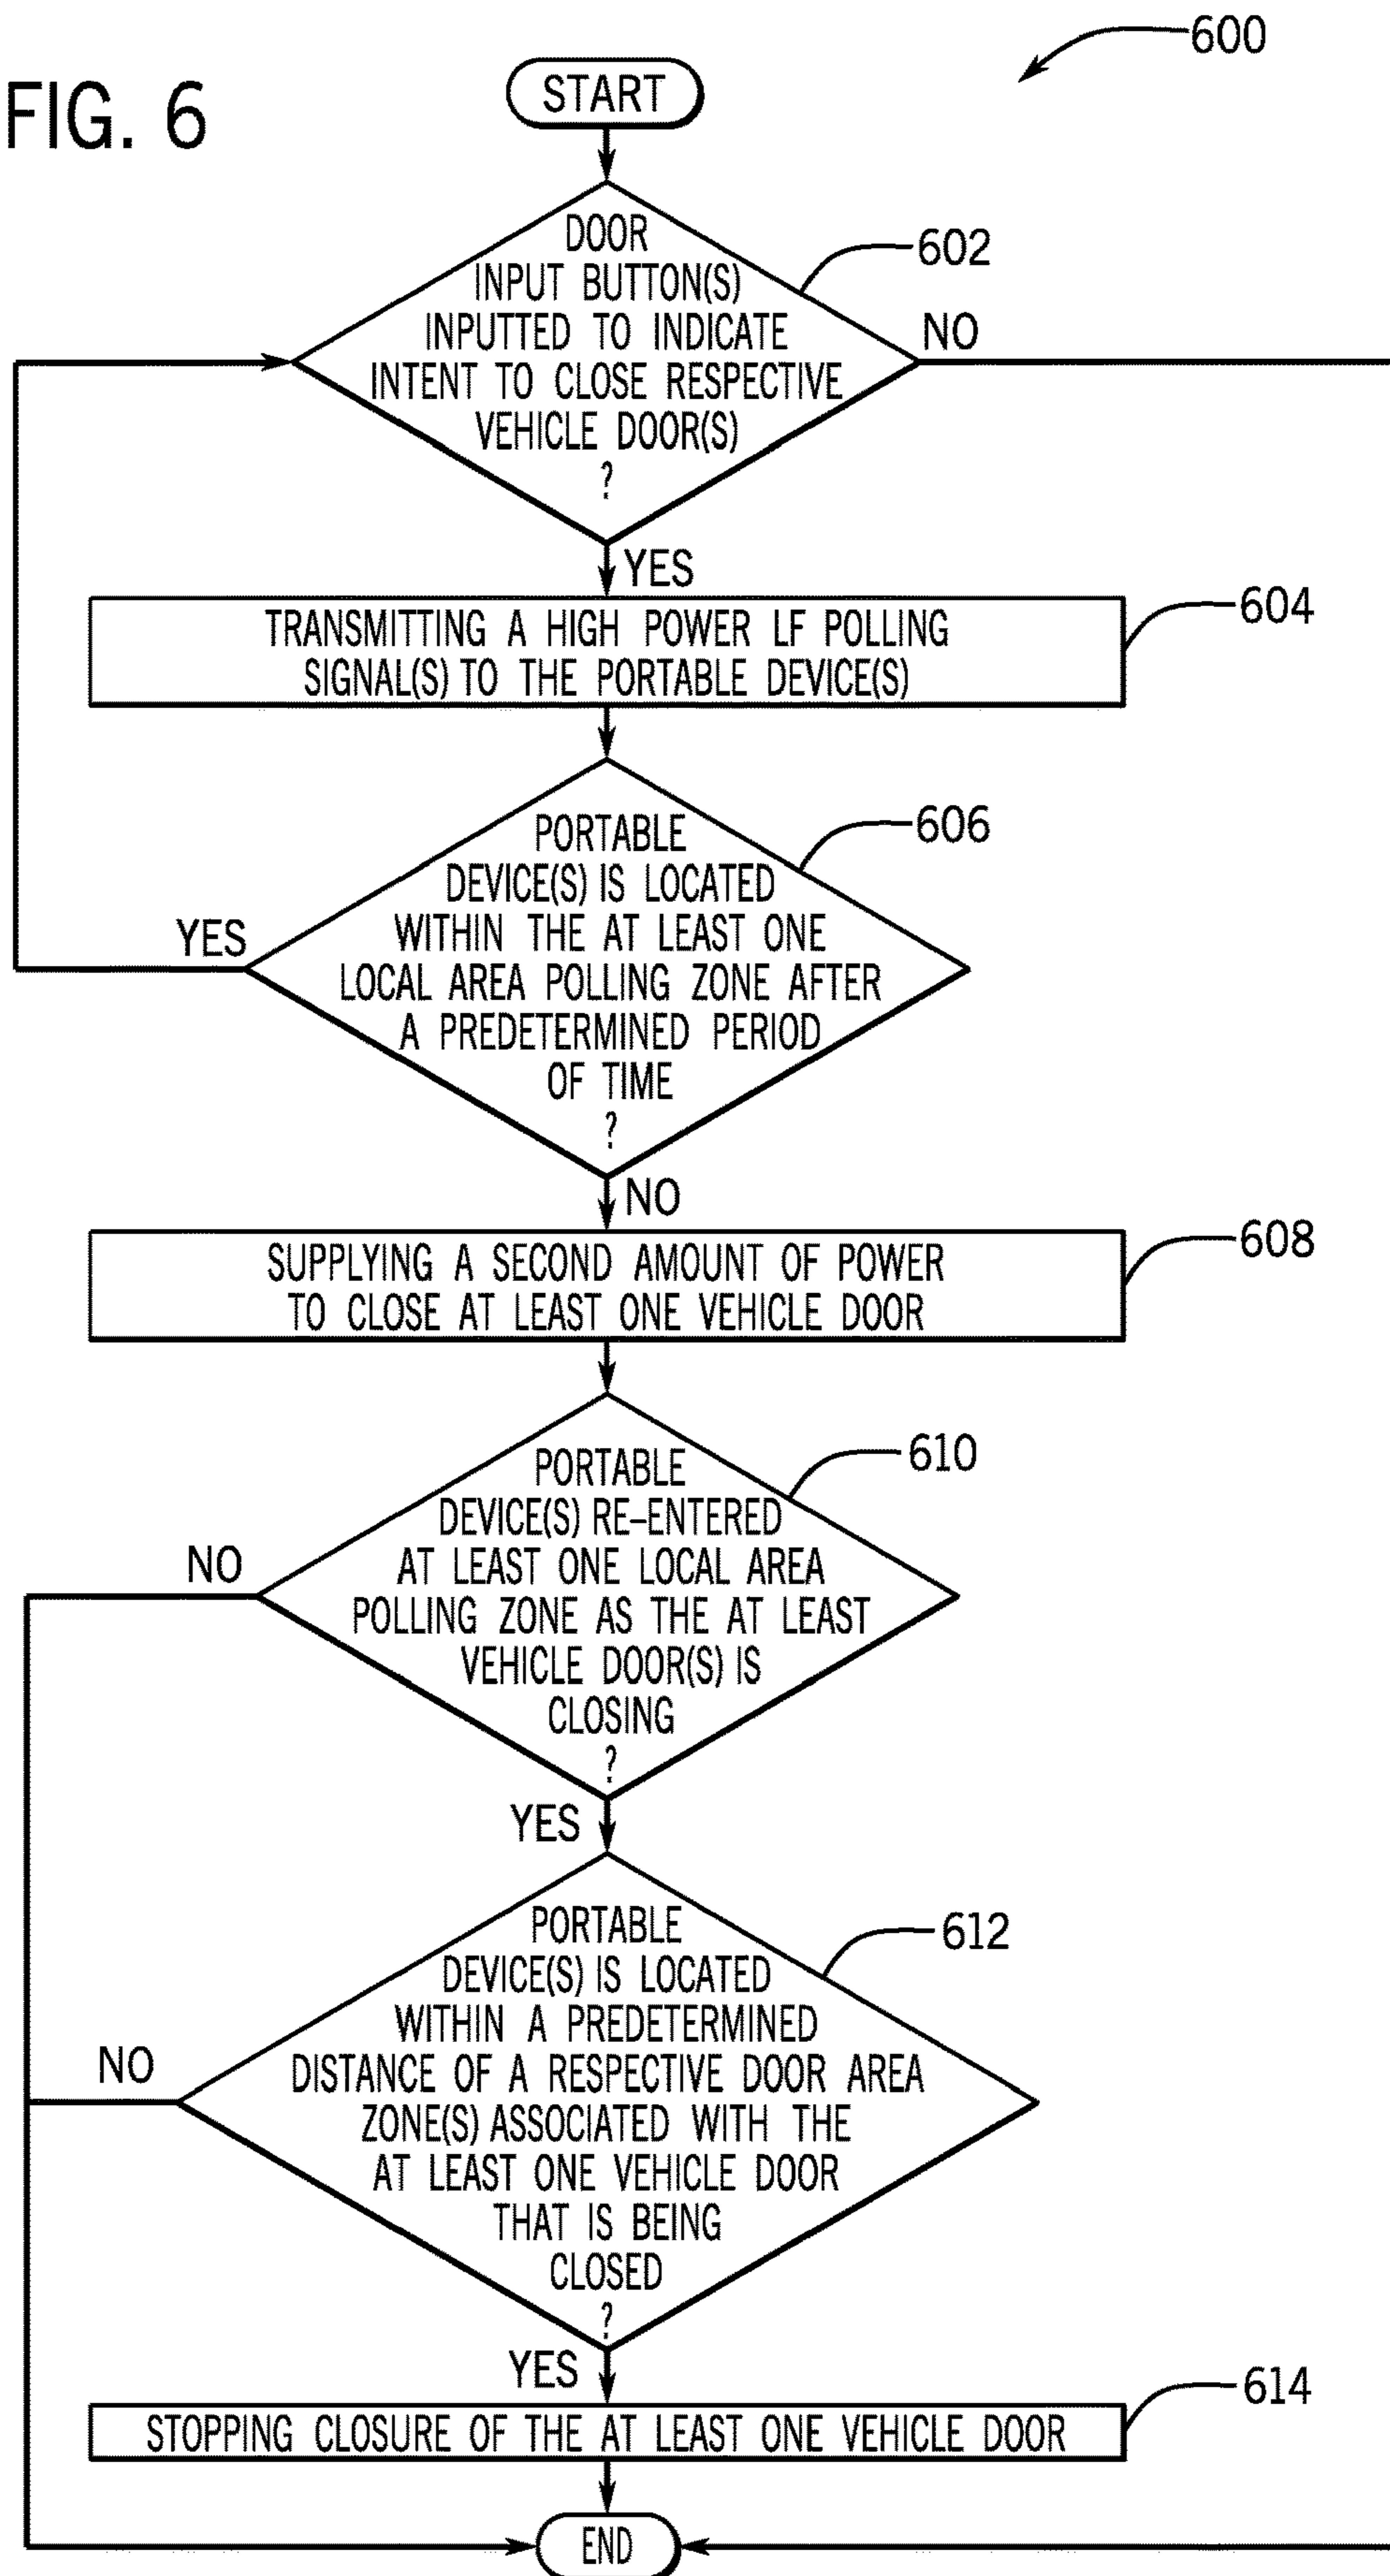 600
FIG. 6
START
DOOR
INPUT BUTTON(S)
INPUTTED TO INDICATE
INTENT TO CLOSE RESPECTIVE
VEHICLE DOOR(S)
?
602
NO
YES
TRANSMITTING A HIGH POWER LF POLLING
SIGNAL(S) TO THE PORTABLE DEVICE(S)
604
PORTABLE
DEVICE(S) IS LOCATED
WITHIN THE AT LEAST ONE
LOCAL AREA POLLING ZONE AFTER
A PREDETERMINED PERIOD
OF TIME
?
606
YES
NO
SUPPLYING A SECOND AMOUNT OF POWER
TO CLOSE AT LEAST ONE VEHICLE DOOR
608
PORTABLE
DEVICE(S) RE-ENTERED
AT LEAST ONE LOCAL AREA
POLLING ZONE AS THE AT LEAST
VEHICLE DOOR(S) IS
CLOSING
?
610
NO
YES
PORTABLE
DEVICE(S) IS LOCATED
WITHIN A PREDETERMINED
DISTANCE OF A RESPECTIVE DOOR AREA
ZONE(S) ASSOCIATED WITH THE
AT LEAST ONE VEHICLE DOOR
THAT IS BEING
CLOSED
?
612
NO
YES
STOPPING CLOSURE OF THE AT LEAST ONE VEHICLE DOOR
614
END